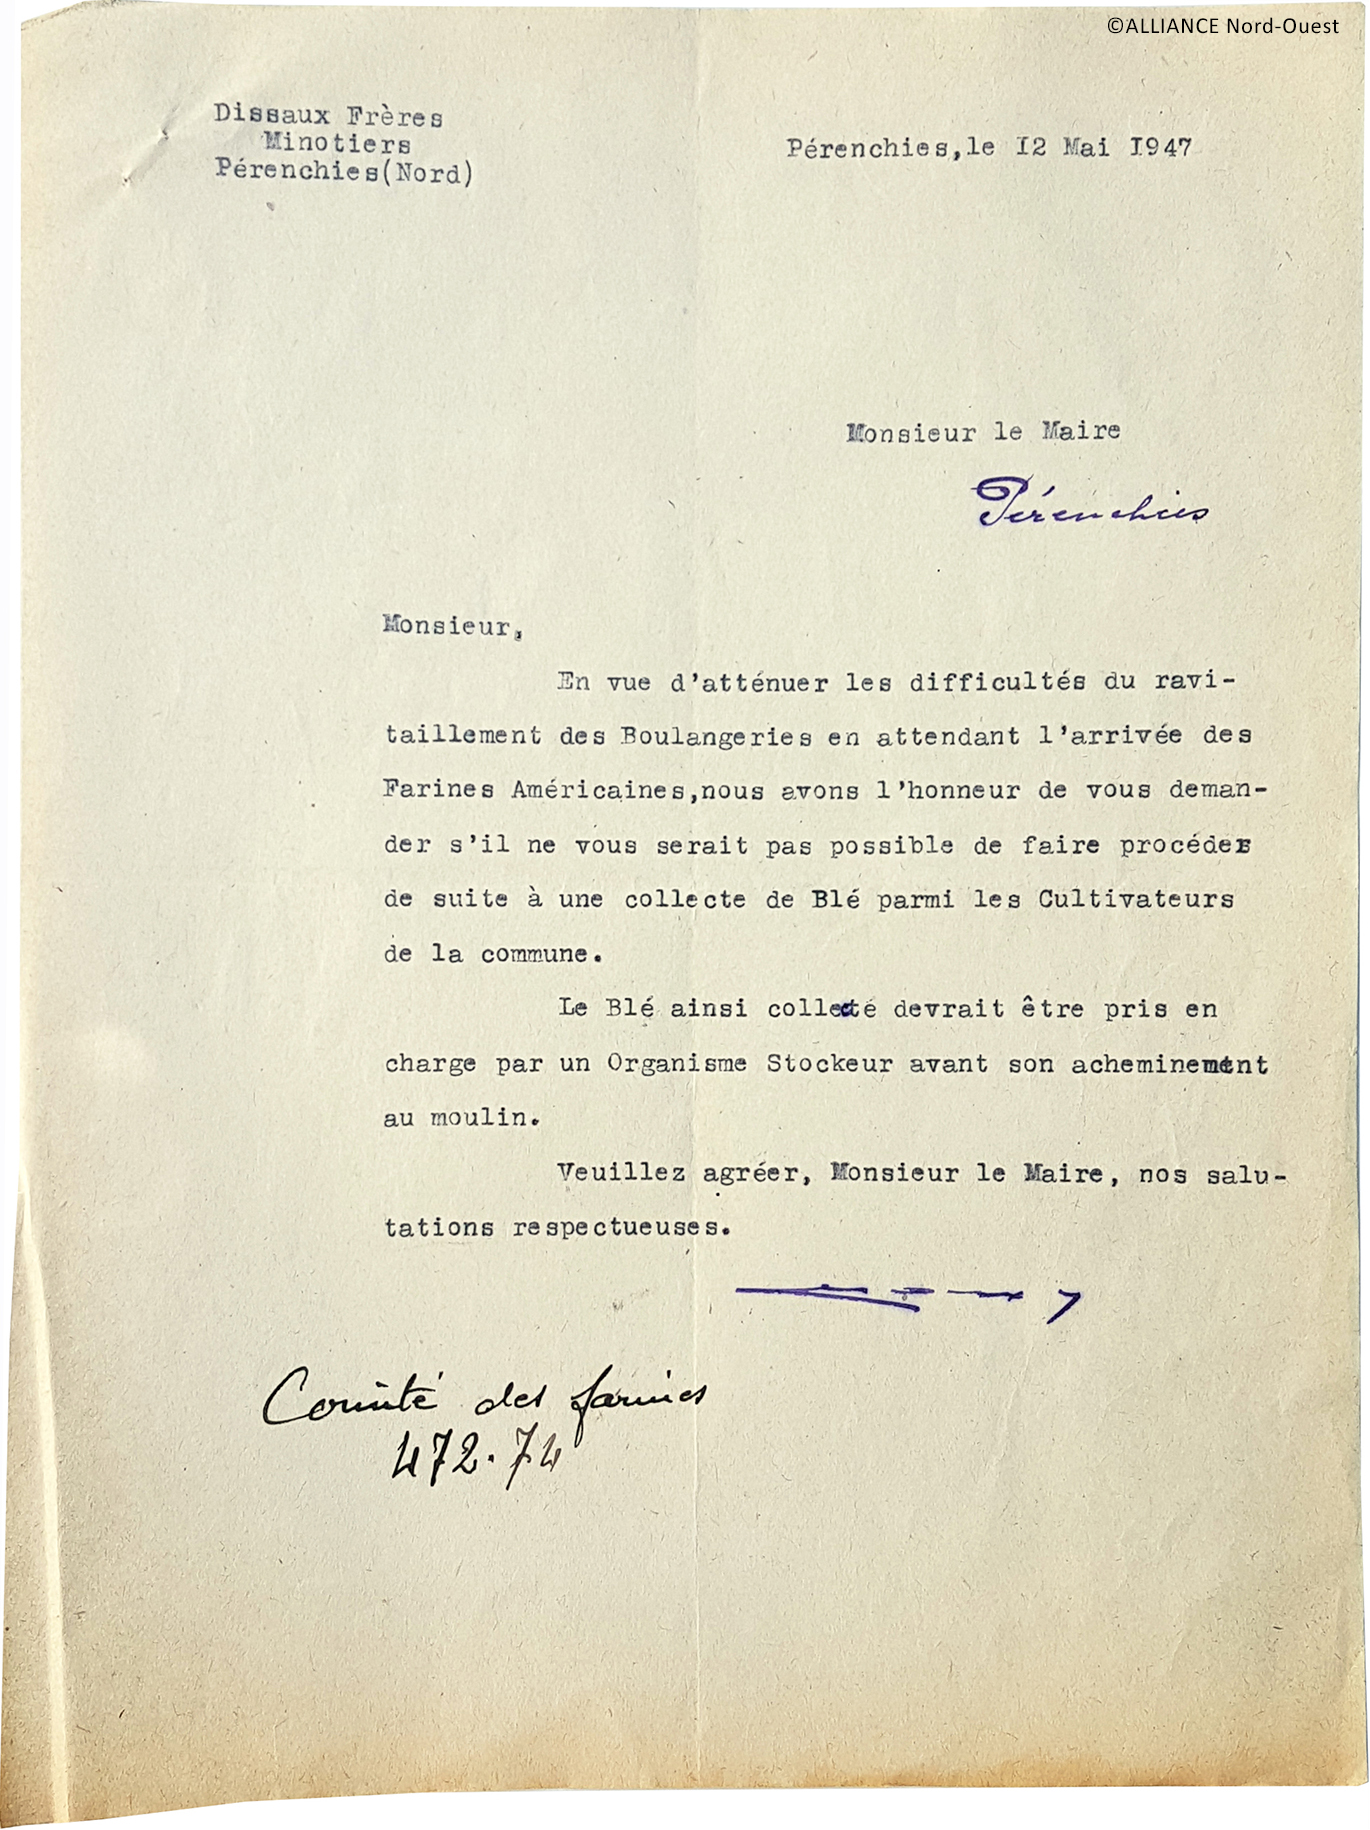 ©ALLIANCE Nord-Ouest
Dissaux Frères
Minotiers
Pérenchies(Nord)
Pérenchies,le I2 Mai I947
Monsieur le Maire
Pérenchies
Monsieur,
En vue d'atténuer les difficultés du ravi-
taillement des Boulangeries en attendant l'arrivée des
Farines Américaines,nous avons l'honneur de vous deman-
der s'il ne vous serait pas possible de faire procéder
de suite à une collecte de Blé parmi les Cultivateurs
de la commune.
Le Blé ainsi collecté devrait être pris en
charge par un Organisme Stockeur avant son acheminement
au moulin.
Veuillez agréer, Monsieur le Maire, nos salu-
tations respectueuses.
Comité des farines
472.74